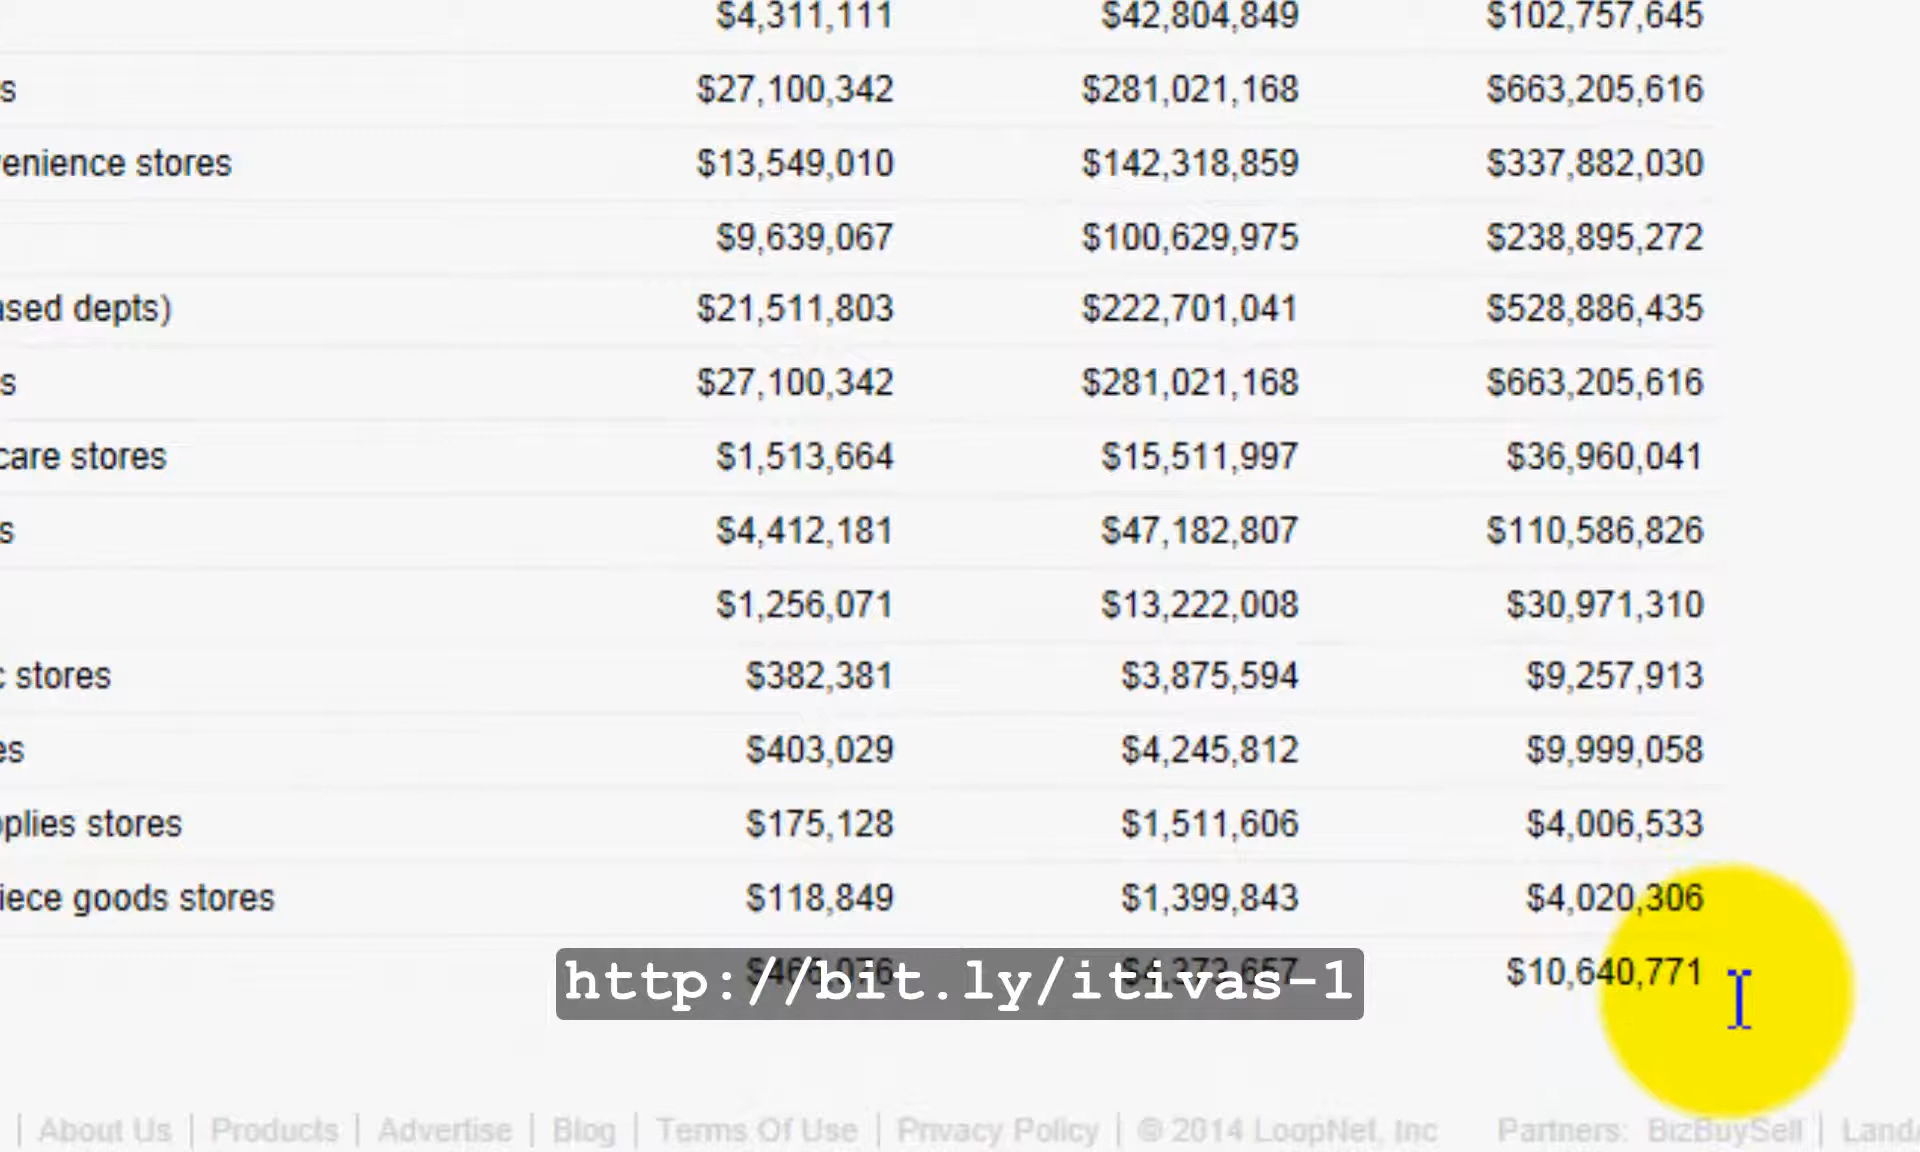 $4,311,111 $42,804,849 $102,757,645
s $27,100,342 $281,021,168 $663,205,616
venience stores $13,549,010 $142,318,859 $337,882,030
$9,639,067 $100,629,975 $238,895,272
ased depts) $21,511,803 $222,701,041 $528,886,435
s $27,100,342 $281,021,168 $663,205,616
care stores $1,513,664 $15,511,997 $36,960,041
s $4,412,181 $47,182,807 $110,586,826
$1,256,071 $13,222,008 $30,971,310
c stores $382,381 $3,875,594 $9,257,913
es $403,029 $4,245,812 $9,999,058
pplies stores $175,128 $1,511,606 $4,006,533
iece goods stores $118,849 $1,399,843 $4,020,306
$10,640,771
http://bit.ly/itivas-1
| About Us | Products | Advertise | Blog | Terms Of Use | Privacy Policy | © 2014 LoopNet, Inc Partners: BizBuySell | Land